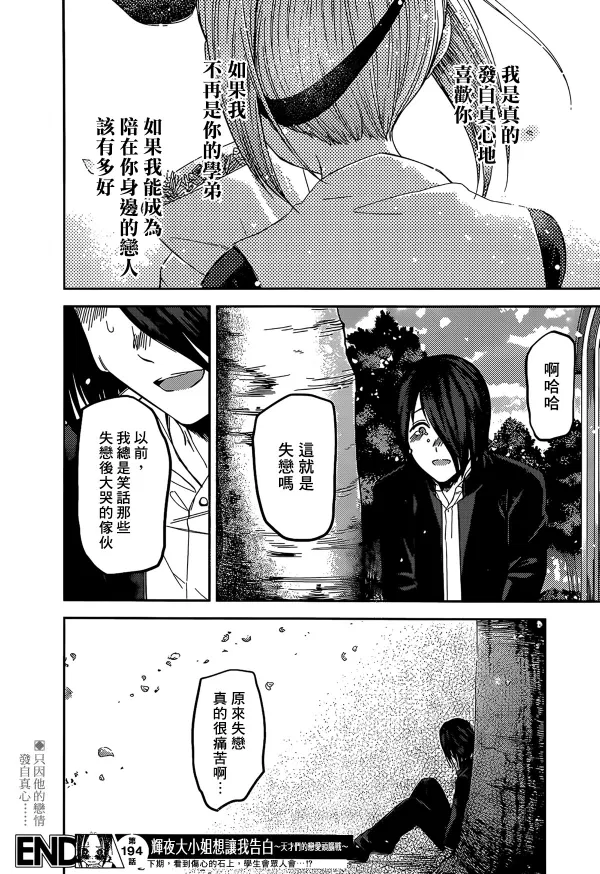 我是真的
發自真心地
喜歡你
如果我
不再是你的學弟
如果我能成為
陪在你身邊的戀人
該有多好
啊哈哈
這就是
失戀嗎
以前，
我總是笑話那些
失戀後大哭的傢伙
原來失戀
真的很痛苦啊…
◆只因他的戀情
發自真心……
END
第194話
輝夜大小姐想讓我告白～天才們的戀愛頭腦戰～
下期，看到傷心的石上，學生會眾人會…!?